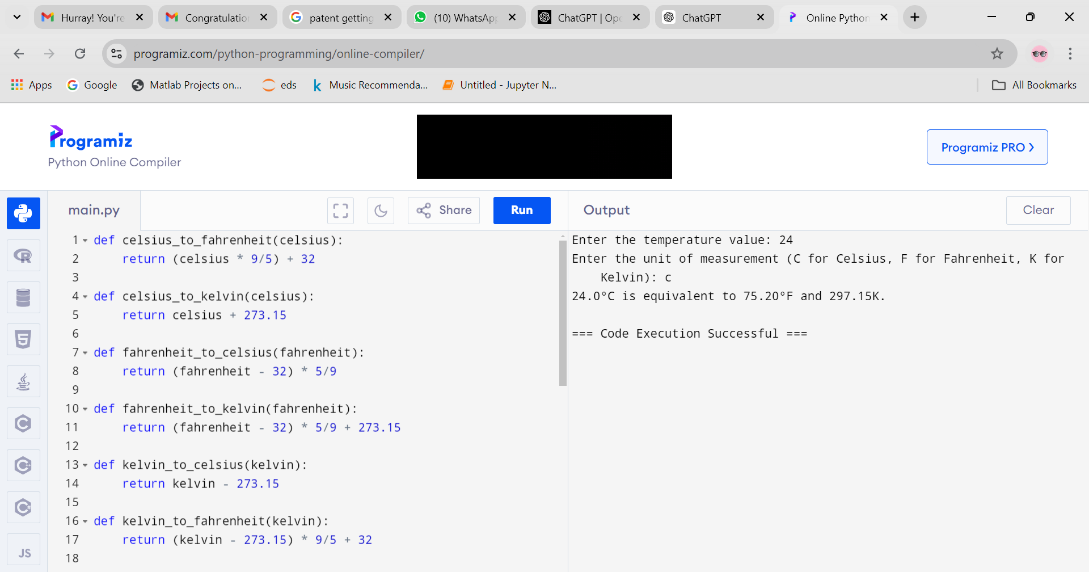 Hurray! You're
Congratulatio
patent getting
(10) WhatsAp
ChatGPT | Op
ChatGPT
Online Python
programiz.com/python-programming/online-compiler/
Apps
Google
Matlab Projects on...
eds
Music Recommenda...
Untitled - Jupyter N...
All Bookmarks
Programiz
Python Online Compiler
Programiz PRO >
main.py
Share
Run
Output
Clear
1 def celsius_to_fahrenheit(celsius):
2     return (celsius * 9/5) + 32
3
4 def celsius_to_kelvin(celsius):
5     return celsius + 273.15
6
7 def fahrenheit_to_celsius(fahrenheit):
8     return (fahrenheit - 32) * 5/9
9
10 def fahrenheit_to_kelvin(fahrenheit):
11     return (fahrenheit - 32) * 5/9 + 273.15
12
13 def kelvin_to_celsius(kelvin):
14     return kelvin - 273.15
15
16 def kelvin_to_fahrenheit(kelvin):
17     return (kelvin - 273.15) * 9/5 + 32
18
Enter the temperature value: 24
Enter the unit of measurement (C for Celsius, F for Fahrenheit, K for
Kelvin): c
24.0°C is equivalent to 75.20°F and 297.15K.
=== Code Execution Successful ===
R
5
C
C
C
JS